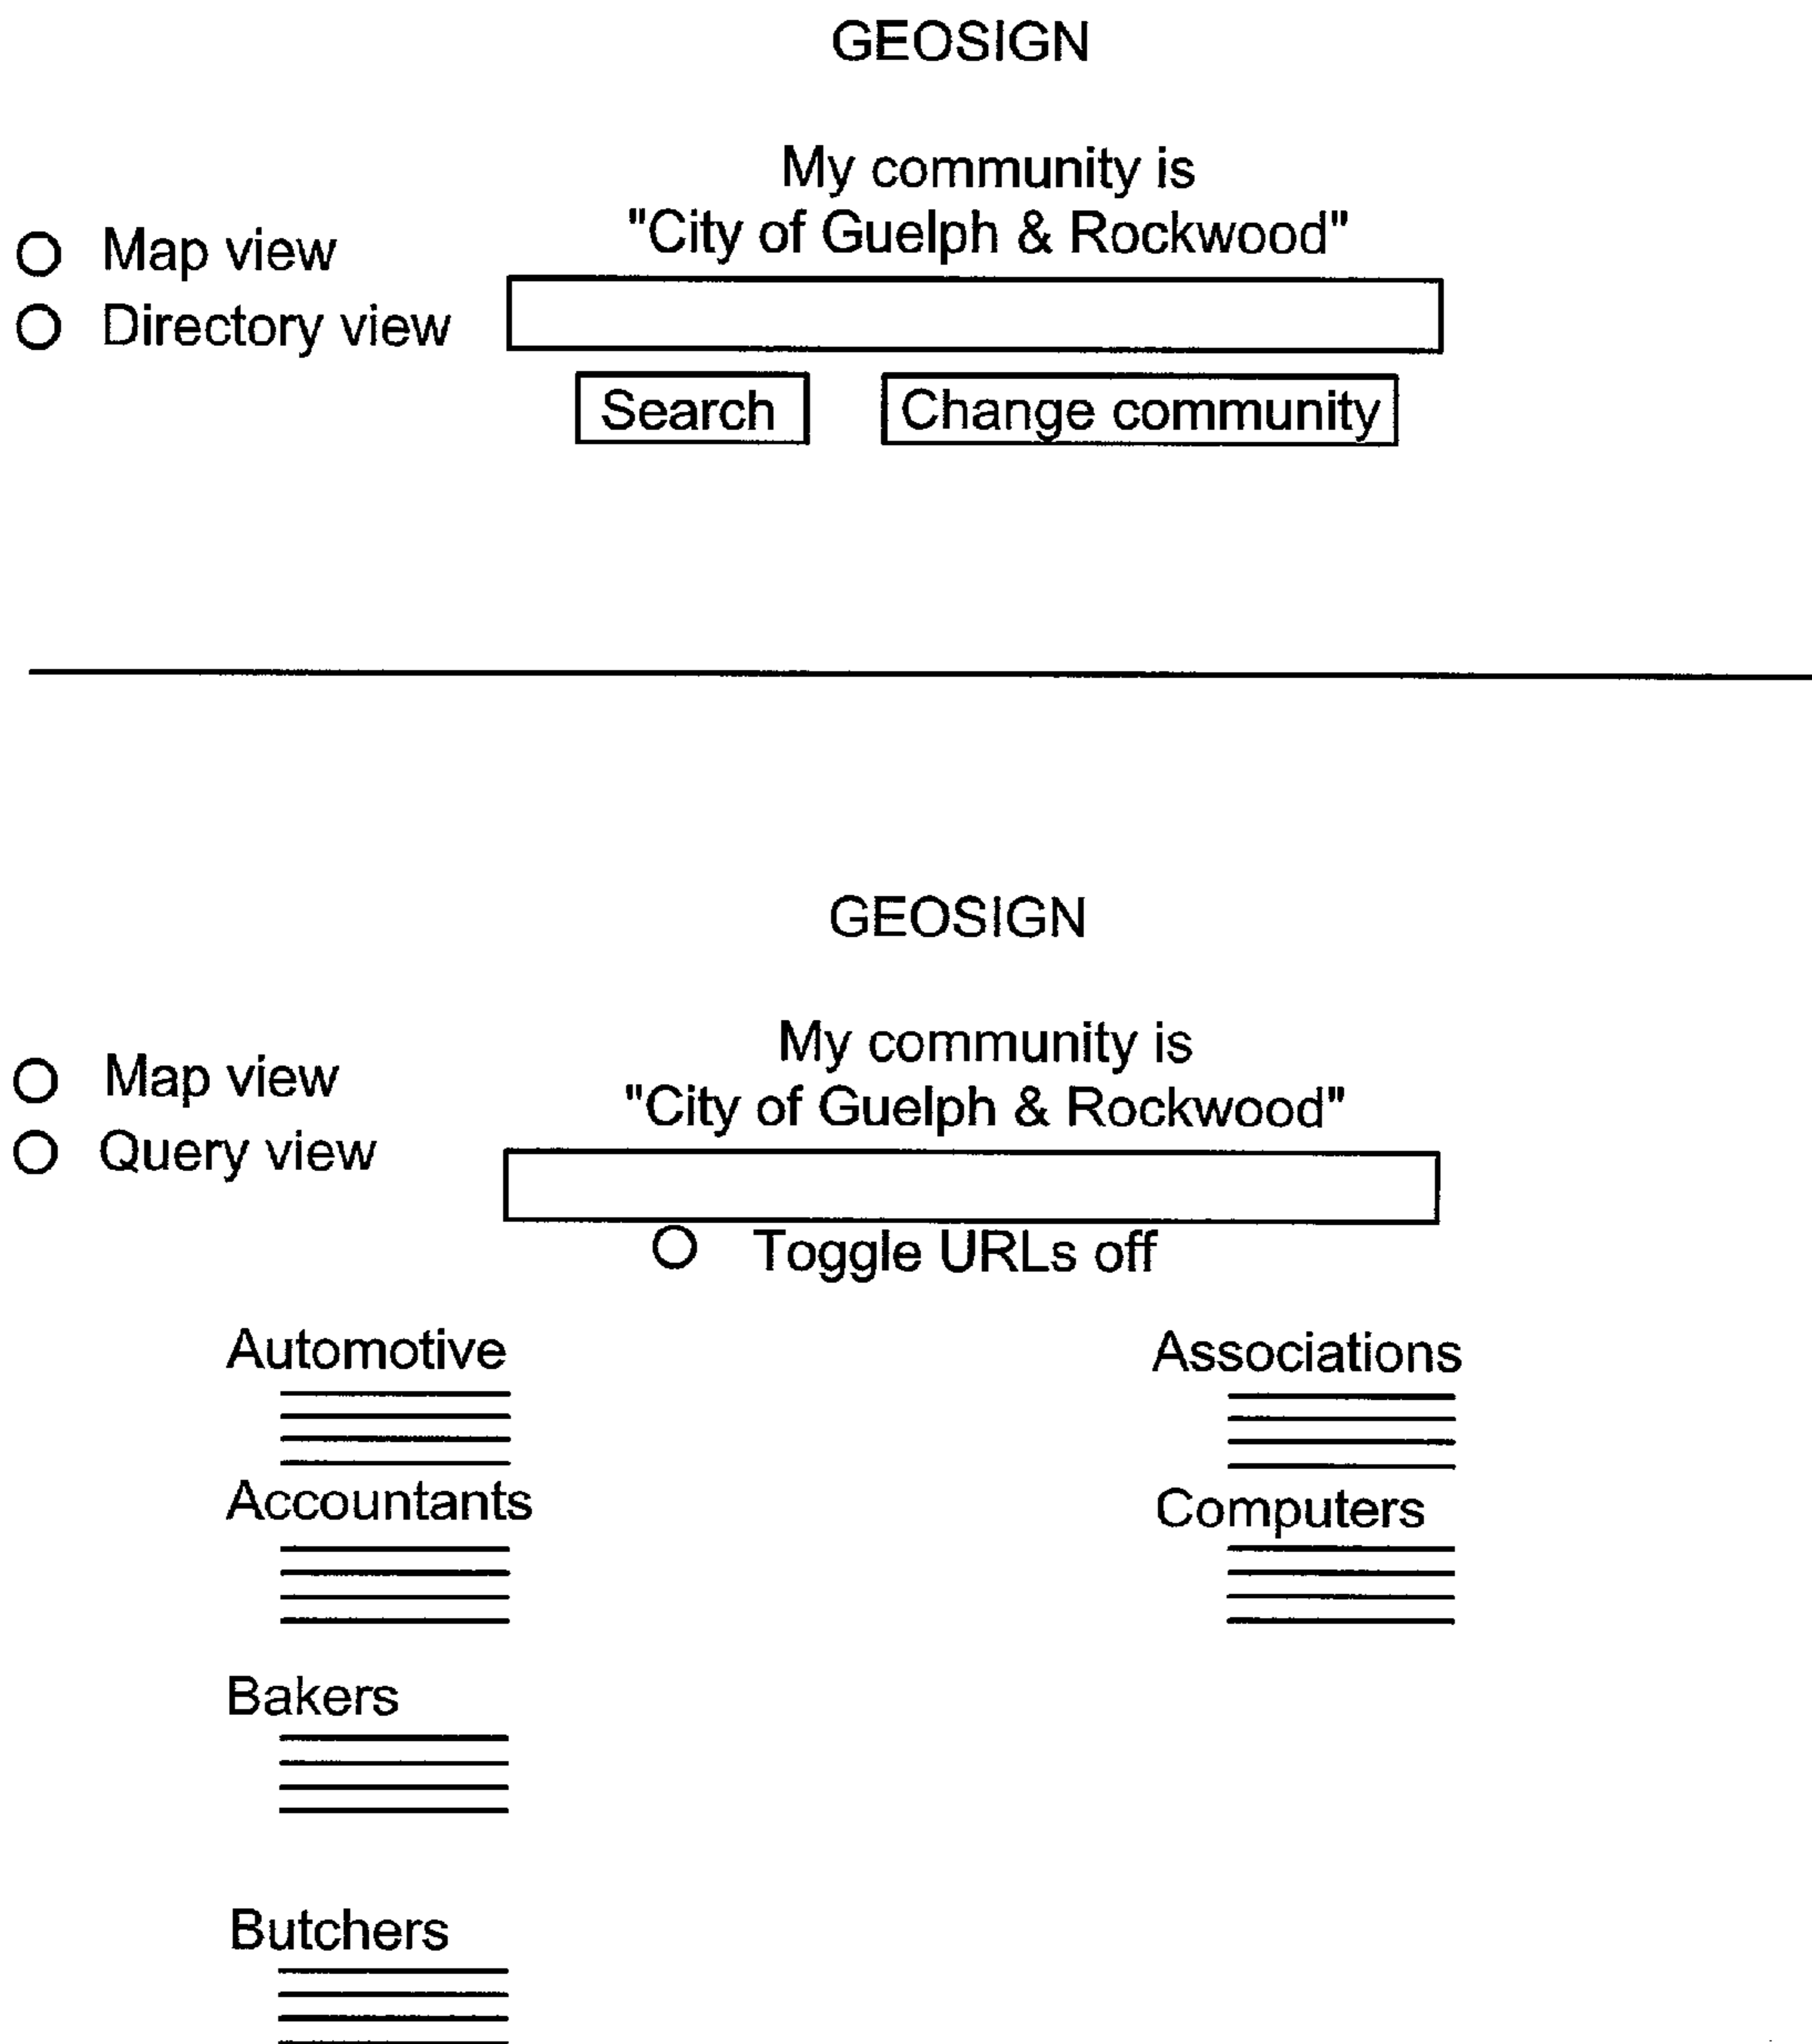 GEOSIGN
My community is
"City of Guelph & Rockwood"
Map view
Directory view
Search
Change community
GEOSIGN
My community is
"City of Guelph & Rockwood"
Map view
Query view
Toggle URLs off
Automotive
Associations
Accountants
Computers
Bakers
Butchers